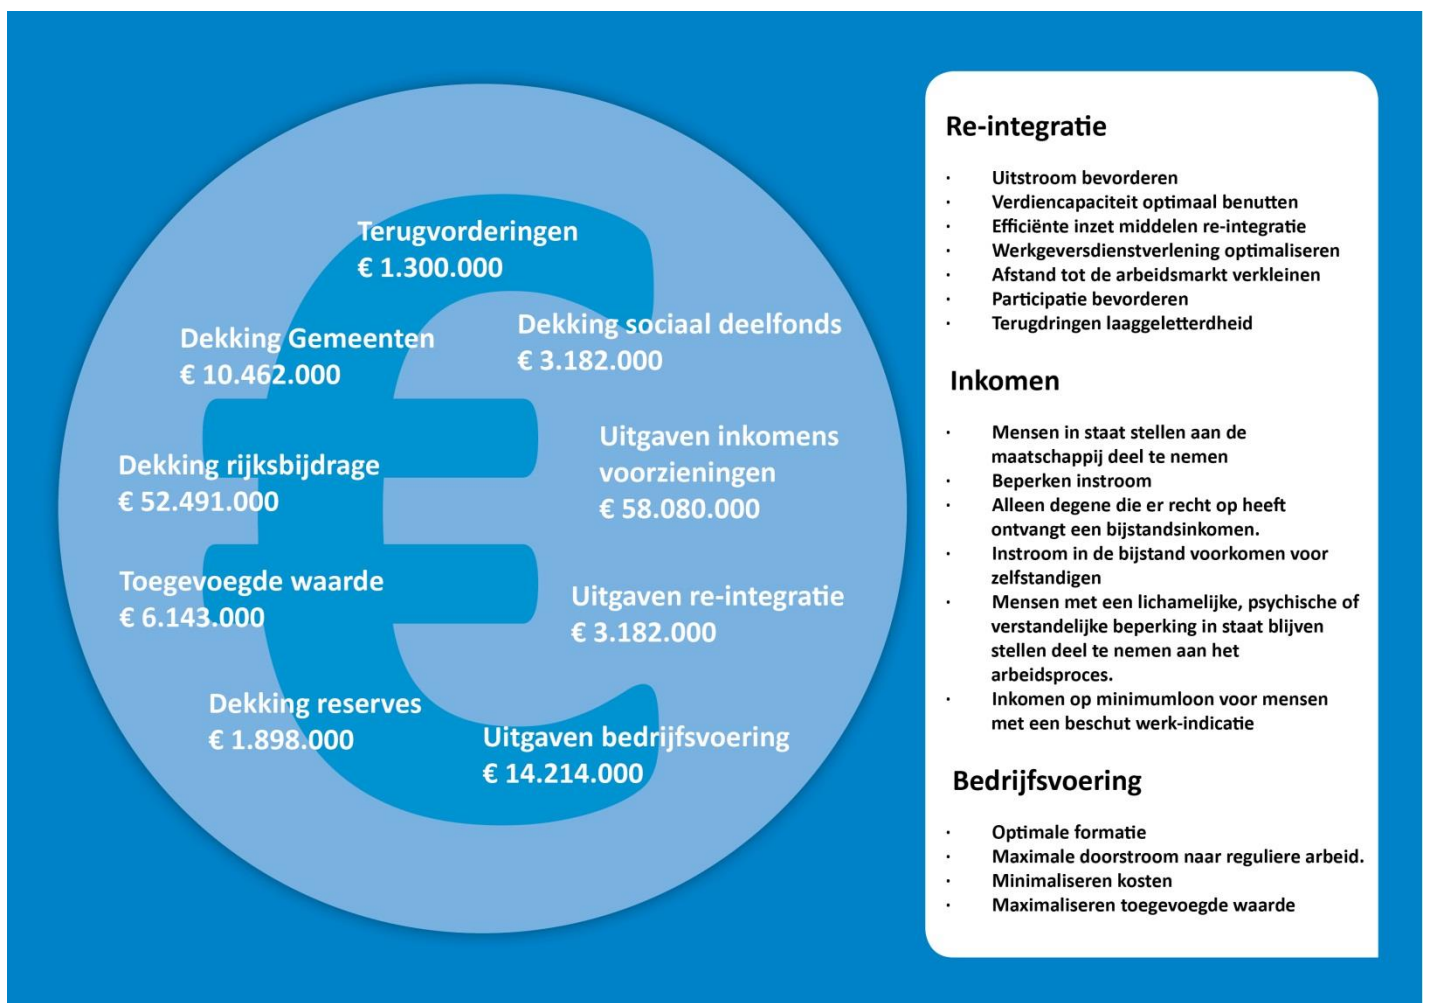 Terugvorderingen
€ 1.300.000
Dekking sociaal deelfonds
€ 3.182.000
Dekking Gemeenten
€ 10.462.000
Uitgaven inkomens
voorzieningen
€ 58.080.000
Dekking rijksbijdrage
€ 52.491.000
Toegevoegde waarde
€ 6.143.000
Uitgaven re-integratie
€ 3.182.000
Dekking reserves
€ 1.898.000
Uitgaven bedrijfsvoering
€ 14.214.000
Re-integratie
· Uitstroom bevorderen
· Verdiencapaciteit optimaal benutten
· Efficiënte inzet middelen re-integratie
· Werkgeversdienstverlening optimaliseren
· Afstand tot de arbeidsmarkt verkleinen
· Participatie bevorderen
· Terugdringen laaggeletterdheid
Inkomen
· Mensen in staat stellen aan de
maatschappij deel te nemen
· Beperken instroom
· Alleen degene die er recht op heeft
ontvangt een bijstandsinkomen.
· Instroom in de bijstand voorkomen voor
zelfstandigen
· Mensen met een lichamelijke, psychische of
verstandelijke beperking in staat blijven
stellen deel te nemen aan het
arbeidsproces.
· Inkomen op minimumloon voor mensen
met een beschut werk-indicatie
Bedrijfsvoering
· Optimale formatie
· Maximale doorstroom naar reguliere arbeid.
· Minimaliseren kosten
· Maximaliseren toegevoegde waarde